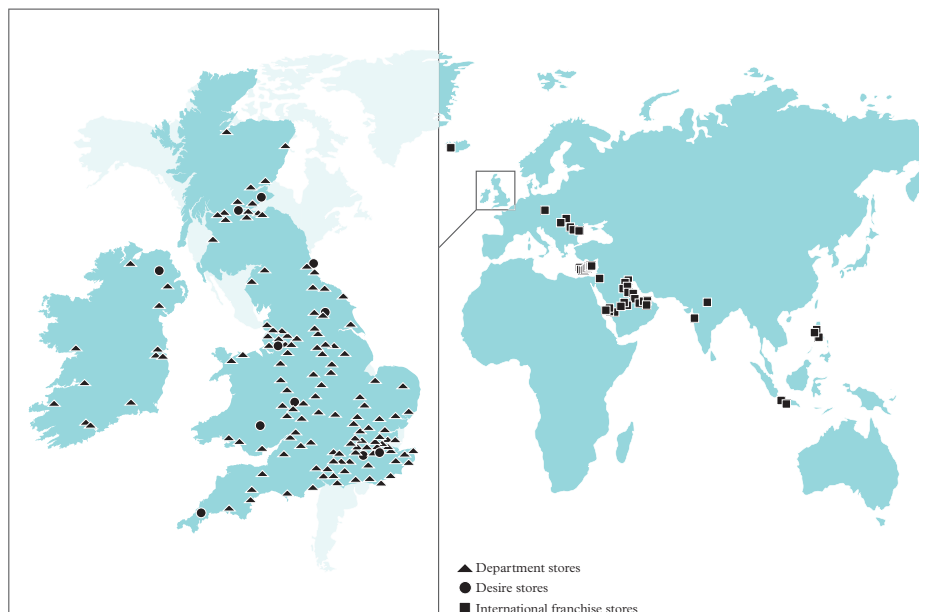 Department stores
Desire stores
International franchise stores